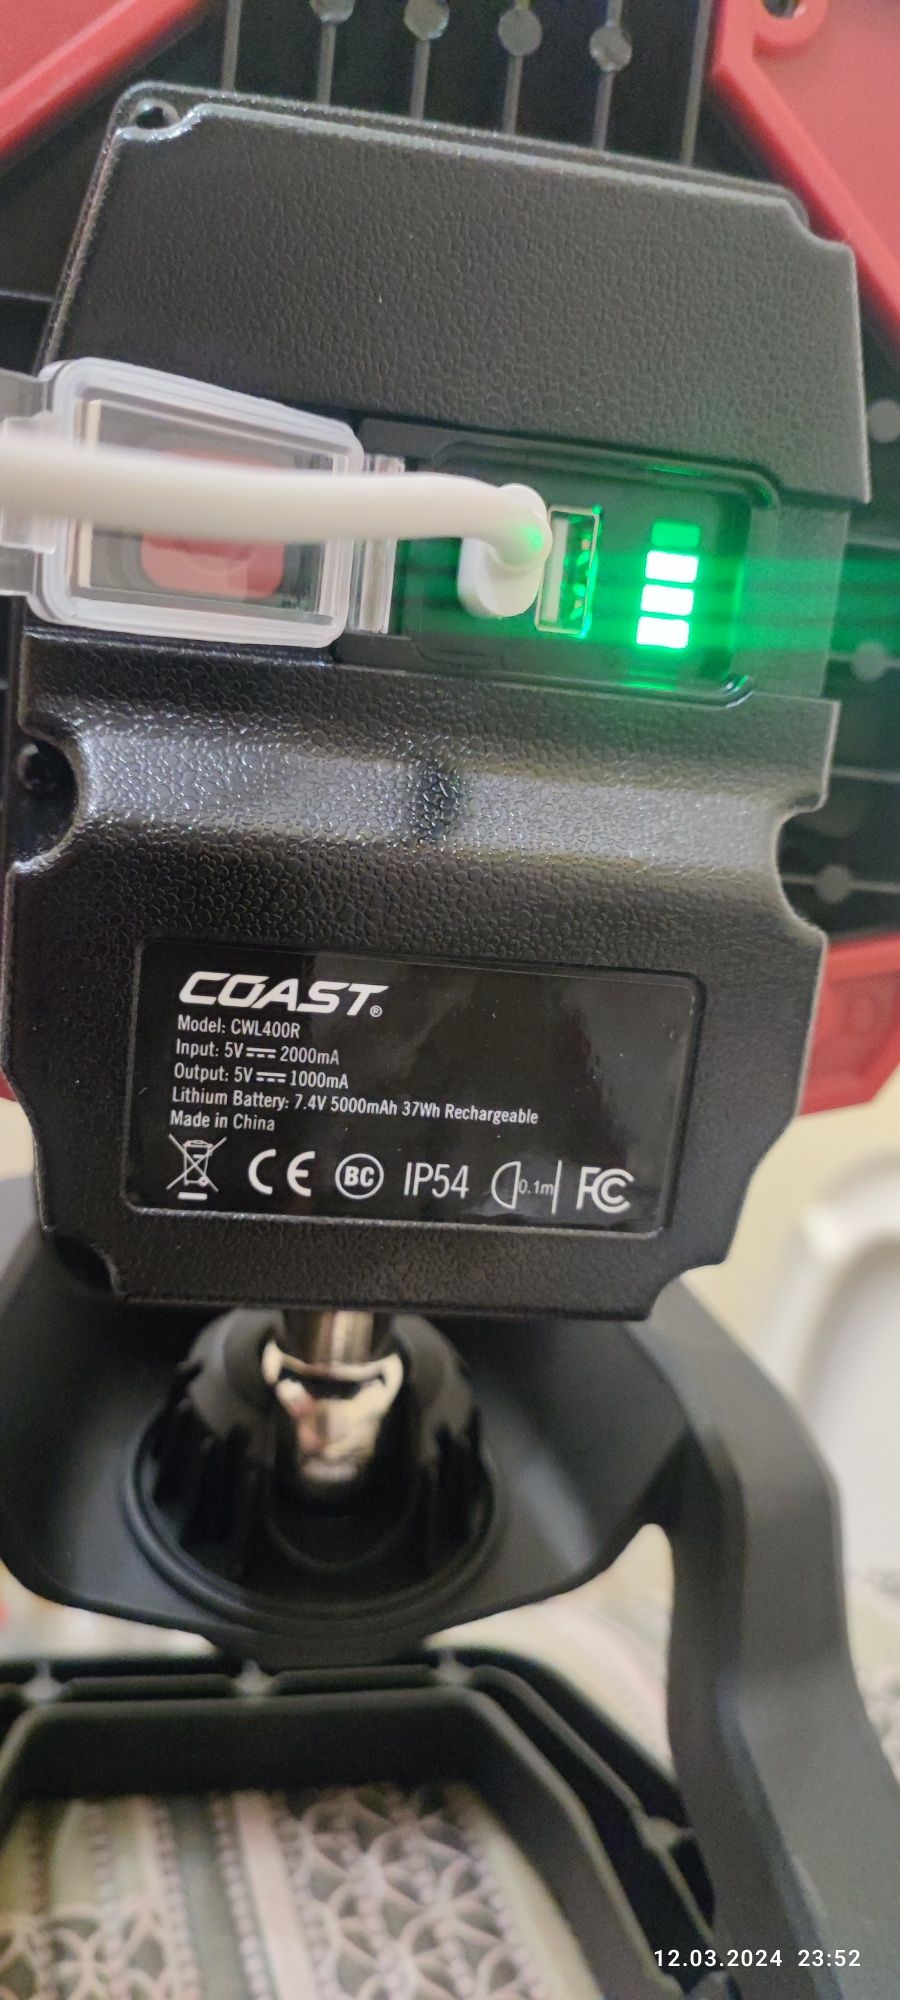 COAST®
Model: CWL400R
Input: 5V⎓2000mA
Output: 5V⎓1000mA
Lithium Battery: 7.4V 5000mAh 37Wh Rechargeable
Made in China
CE BC IP54 0.1m FC
12.03.2024 23:52